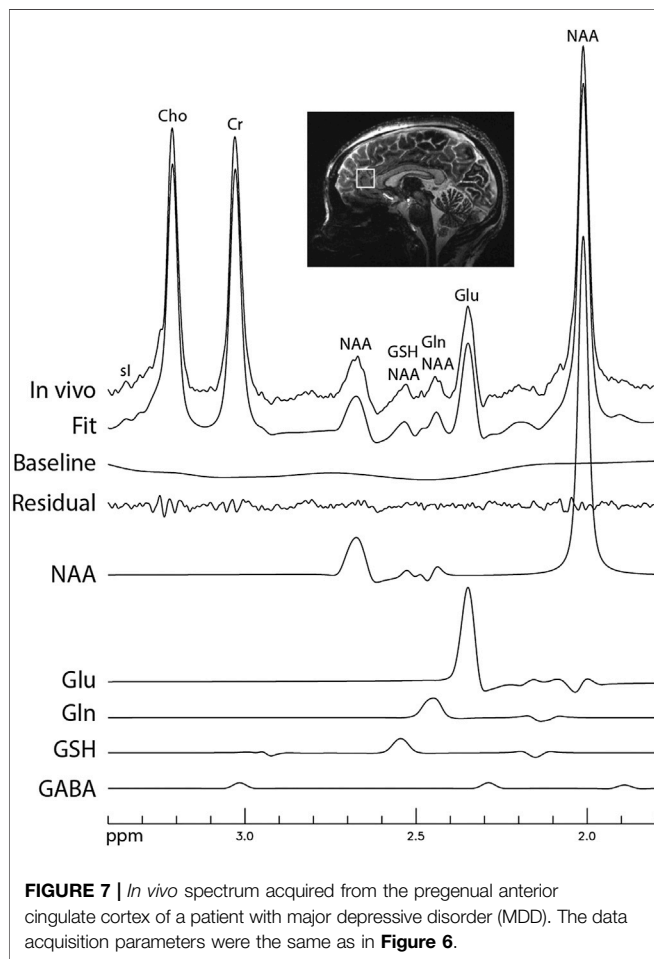 NAA
Cho
Cr
Glu
NAA
GSH
NAA
Gln
NAA
sI
In vivo
Fit
Baseline
Residual
NAA
Glu
Gln
GSH
GABA
ppm
3.0
2.5
2.0
FIGURE 7 | In vivo spectrum acquired from the pregenual anterior
cingulate cortex of a patient with major depressive disorder (MDD). The data
acquisition parameters were the same as in Figure 6.